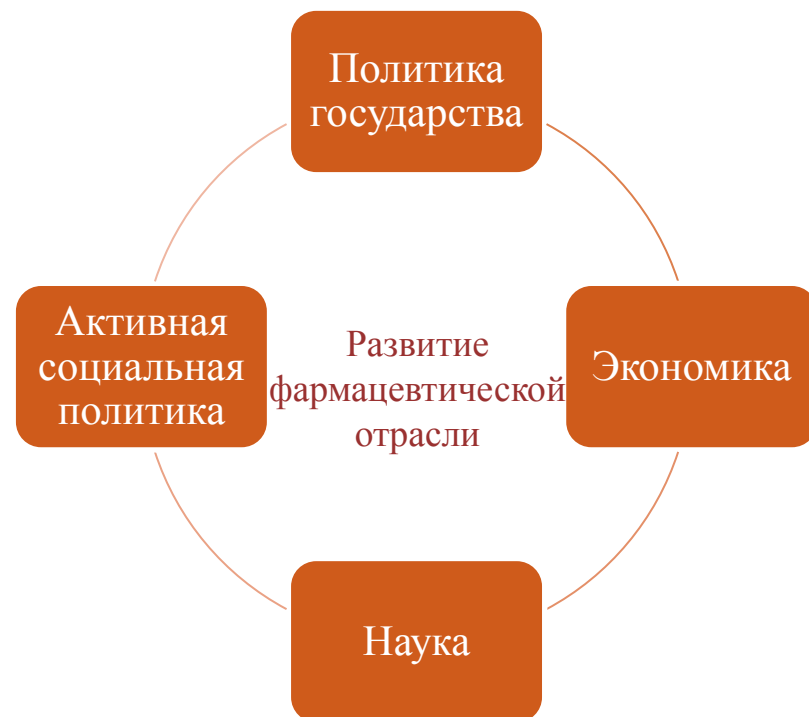 Политика
государства
Активная
социальная
политика
Развитие
фармацевтической
отрасли
Экономика
Наука